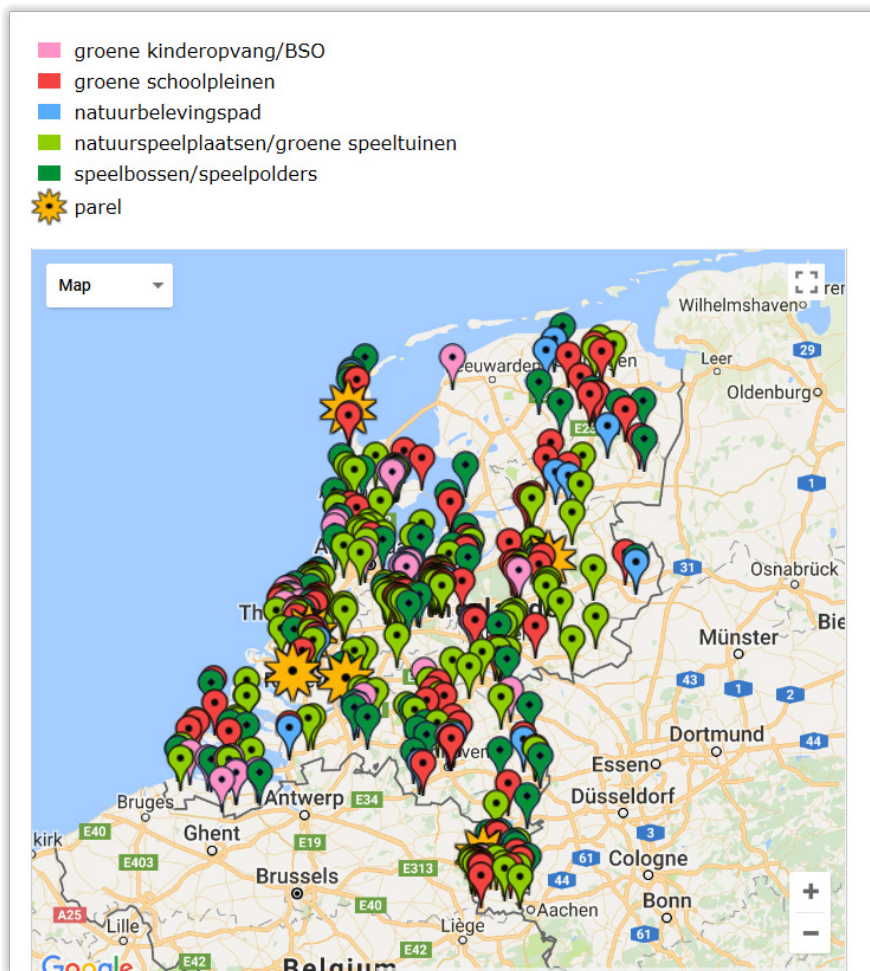 groene kinderopvang/BSO
groene schoolpleinen
natuurbelevingspad
natuurspeelplaatsen/groene speeltuinen
speelbossen/speelpolders
parel
Map
Wilhelmshaven
29
Leer
Oldenburg
1
31
Osnabrück
Münster
43
1
2
Dortmund
44
Essen
Düsseldorf
Bruges
Antwerp
E34
3
E40
Ghent
E19
E403
E313
61
Cologne
Brussels
44
E40
Bonn
A25
Aachen
Lille
Liège
61
E42
E42
Google
Belgium